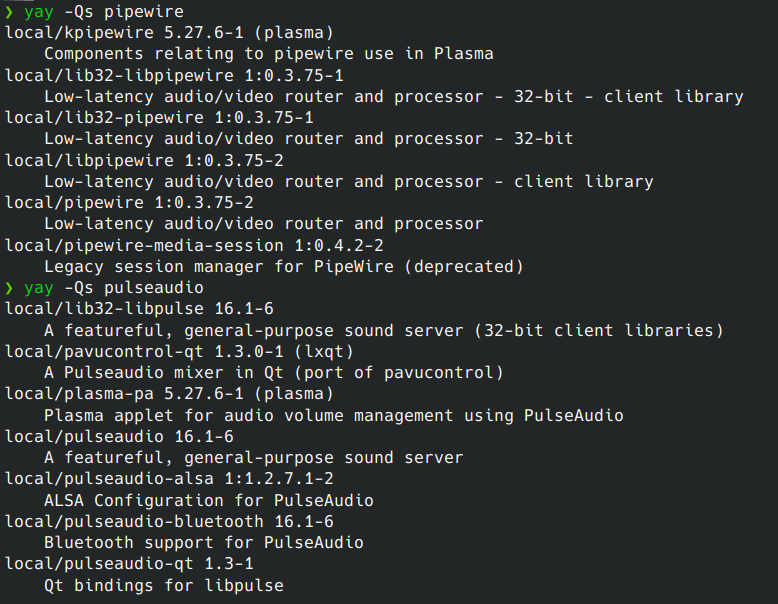 ❯ yay -Qs pipewire
local/kpipewire 5.27.6-1 (plasma)
    Components relating to pipewire use in Plasma
local/lib32-libpipewire 1:0.3.75-1
    Low-latency audio/video router and processor - 32-bit - client library
local/lib32-pipewire 1:0.3.75-1
    Low-latency audio/video router and processor - 32-bit
local/libpipewire 1:0.3.75-2
    Low-latency audio/video router and processor - client library
local/pipewire 1:0.3.75-2
    Low-latency audio/video router and processor
local/pipewire-media-session 1:0.4.2-2
    Legacy session manager for PipeWire (deprecated)
❯ yay -Qs pulseaudio
local/lib32-libpulse 16.1-6
    A featureful, general-purpose sound server (32-bit client libraries)
local/pavucontrol-qt 1.3.0-1 (lxqt)
    A Pulseaudio mixer in Qt (port of pavucontrol)
local/plasma-pa 5.27.6-1 (plasma)
    Plasma applet for audio volume management using PulseAudio
local/pulseaudio 16.1-6
    A featureful, general-purpose sound server
local/pulseaudio-alsa 1:1.2.7.1-2
    ALSA Configuration for PulseAudio
local/pulseaudio-bluetooth 16.1-6
    Bluetooth support for PulseAudio
local/pulseaudio-qt 1.3-1
    Qt bindings for libpulse